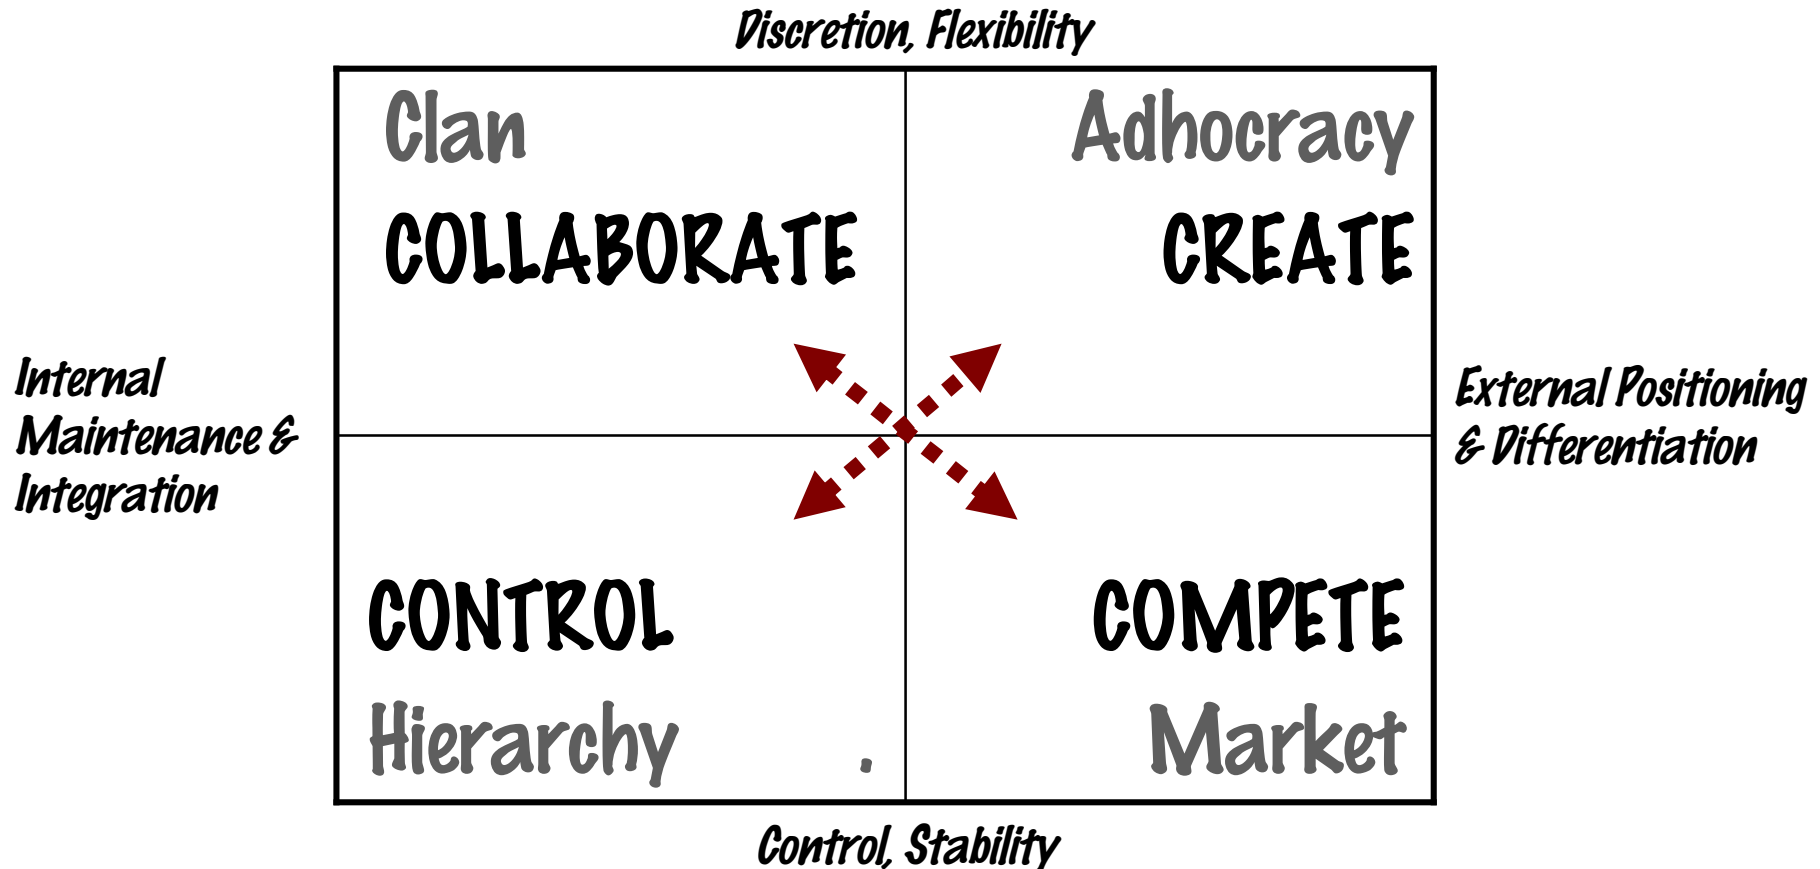 Discretion, Flexibility
Clan
Adhocracy
COLLABORATE
CREATE
Internal
Maintenance &
Integration
External Positioning
& Differentiation
CONTROL
COMPETE
Hierarchy .
Market
Control, Stability